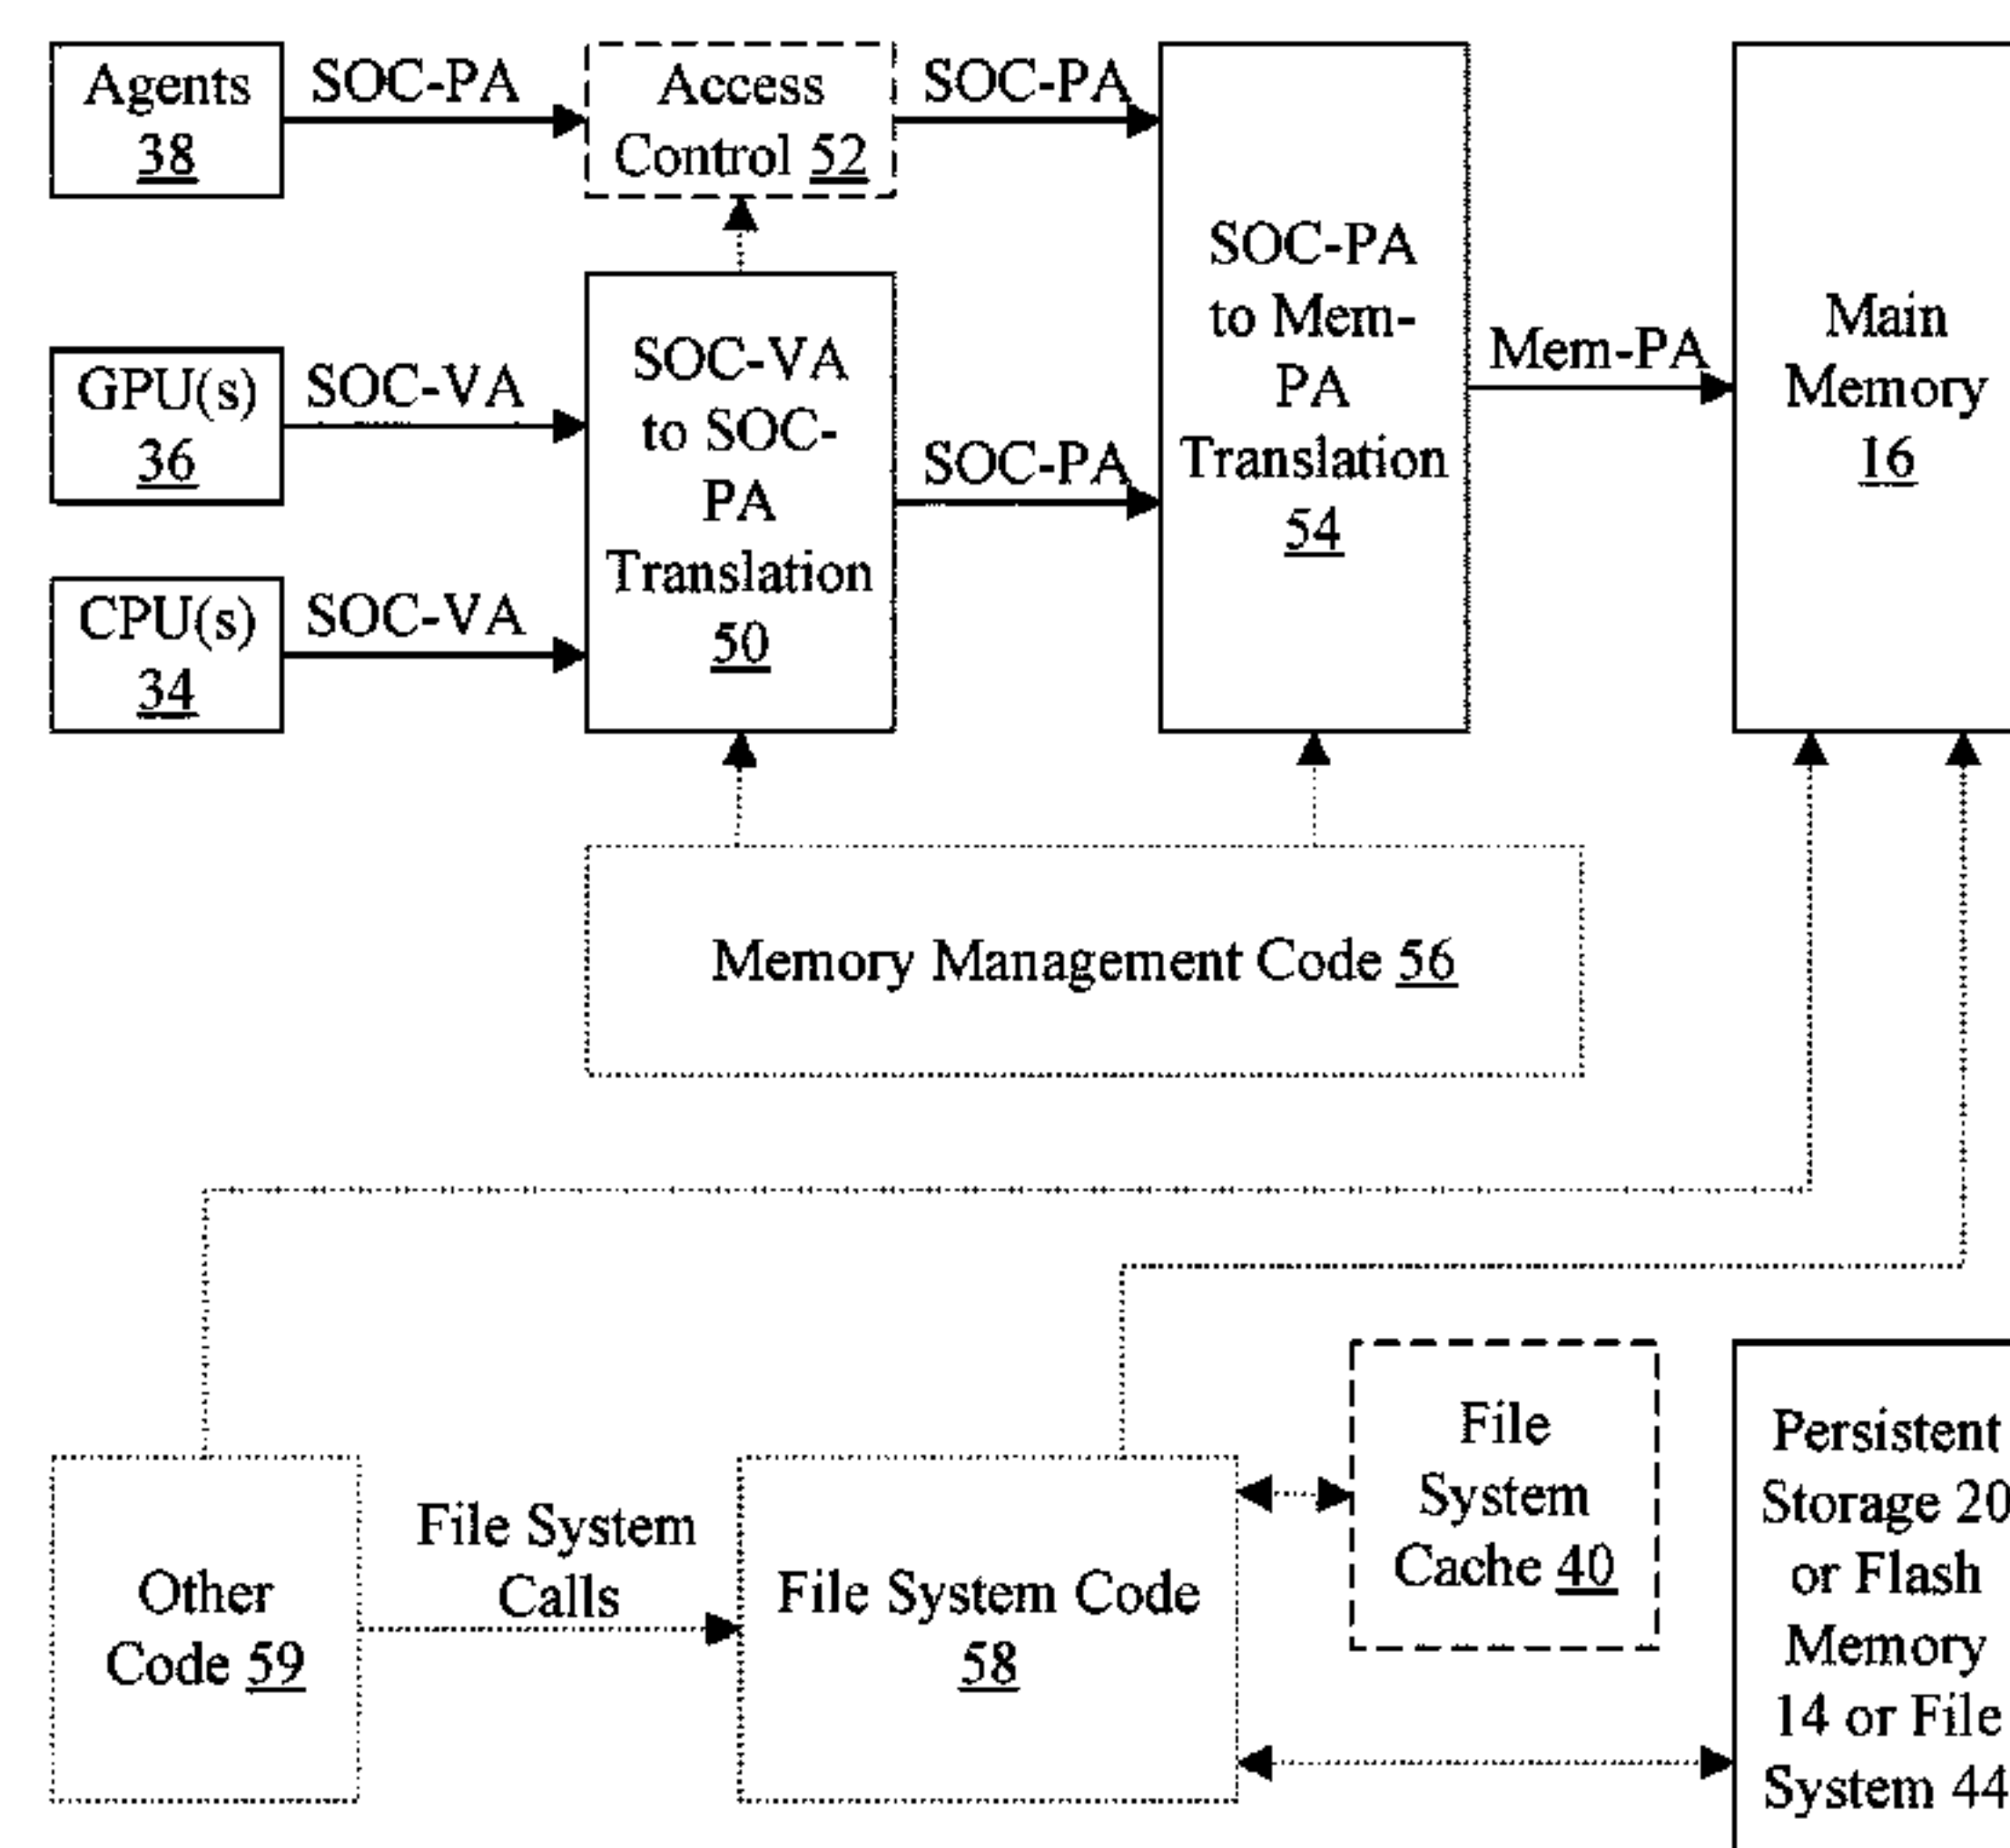 Agents
38
SOC-PA
Access
Control 52
SOC-PA
SOC-PA
to Mem-
PA
Translation
54
Mem-PA
Main
Memory
16
GPU(s)
36
SOC-VA
SOC-VA
to SOC-
PA
Translation
50
SOC-PA
CPU(s)
34
SOC-VA
Memory Management Code 56
Other
Code 59
File System
Calls
File System Code
58
File
System
Cache 40
Persistent
Storage 20
or Flash
Memory
14 or File
System 44